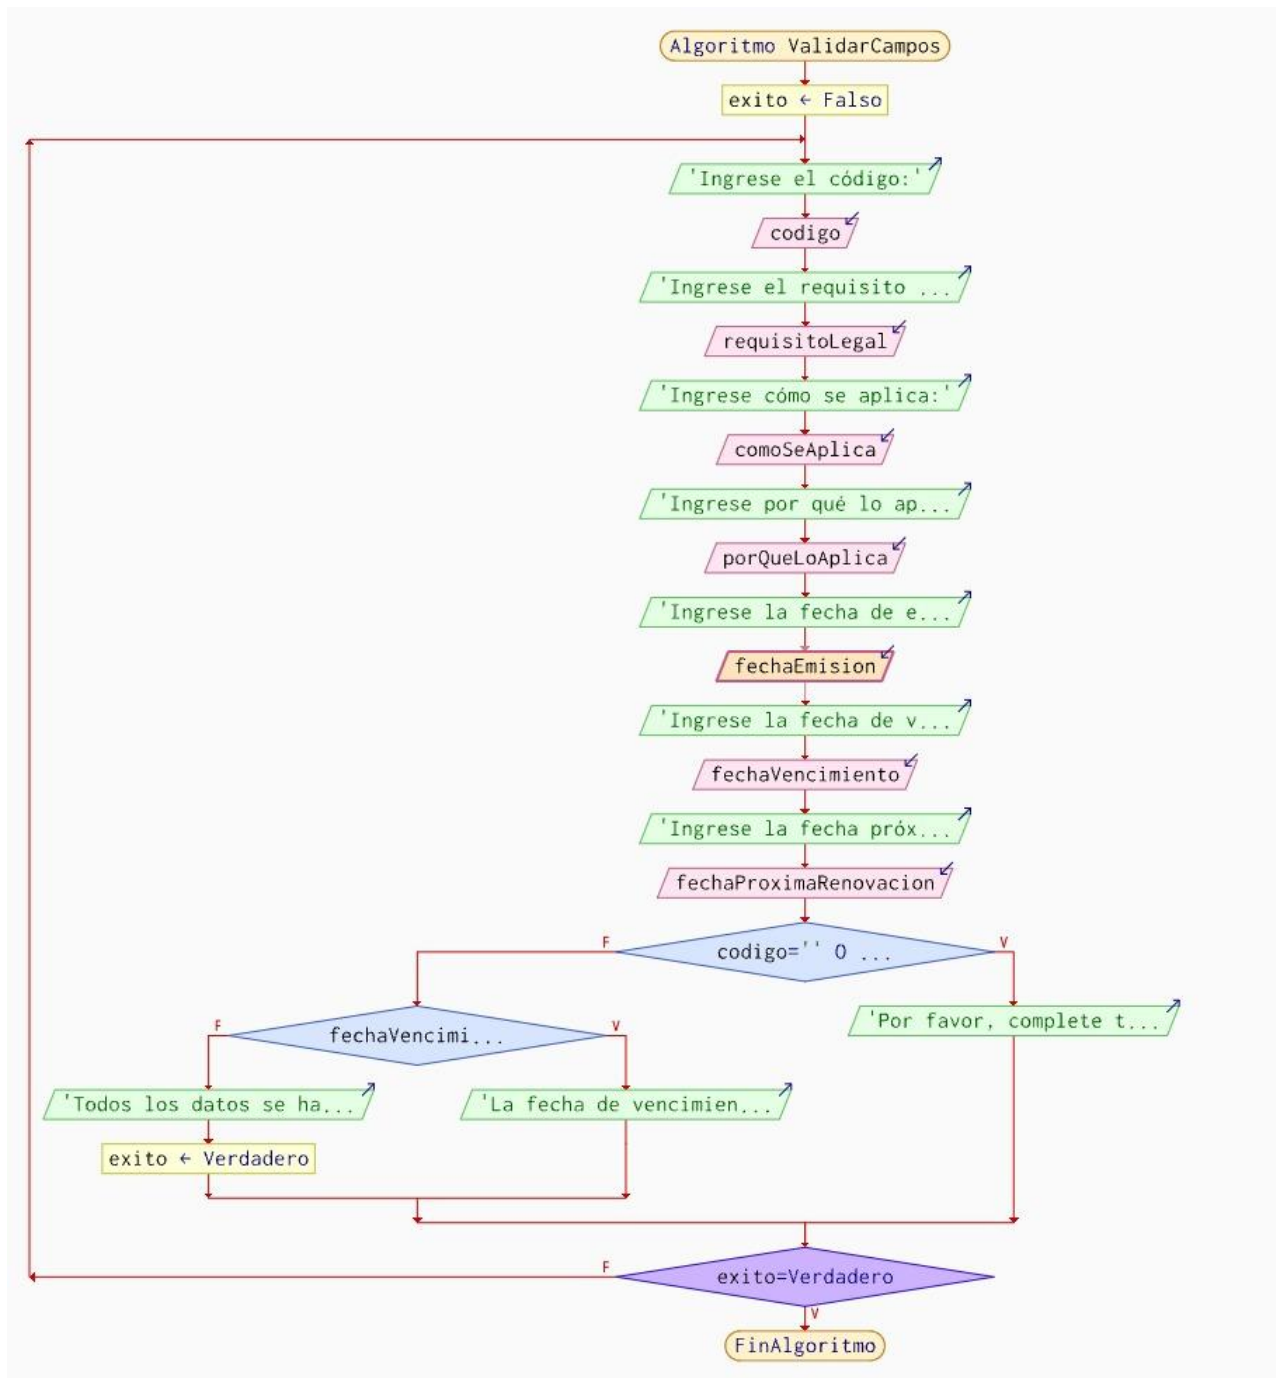 Algoritmo ValidarCampos
exito ← Falso
'Ingrese el código:'
codigo
'Ingrese el requisito ...
requisitoLegal
'Ingrese cómo se aplica:'
comoSeAplica
'Ingrese por qué lo ap...
porQueLoAplica
'Ingrese la fecha de e...
fechaEmision
'Ingrese la fecha de v...
fechaVencimiento
'Ingrese la fecha próx...
fechaProximaRenovacion
F
codigo='' O ...
V
'Por favor, complete t...
F
fechaVencimi...
V
'Todos los datos se ha...
'La fecha de vencimien...
exito ← Verdadero
F
exito=Verdadero
V
FinAlgoritmo